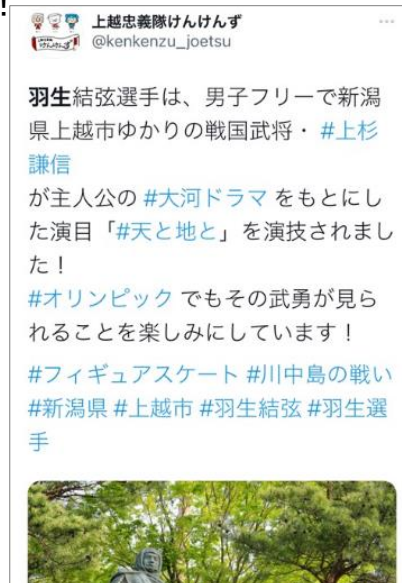 !
上越忠義隊けんけんず
@kenkenzu_joetsu
羽生結弦選手は、男子フリーで新潟
県上越市ゆかりの戦国武将・ #上杉
謙信
が主人公の #大河ドラマ をもとにし
た演目「#天と地と」を演技されまし
た！
#オリンピック でもその武勇が見ら
れることを楽しみにしています！
#フィギュアスケート #川中島の戦い
#新潟県 #上越市 #羽生結弦 #羽生選
手